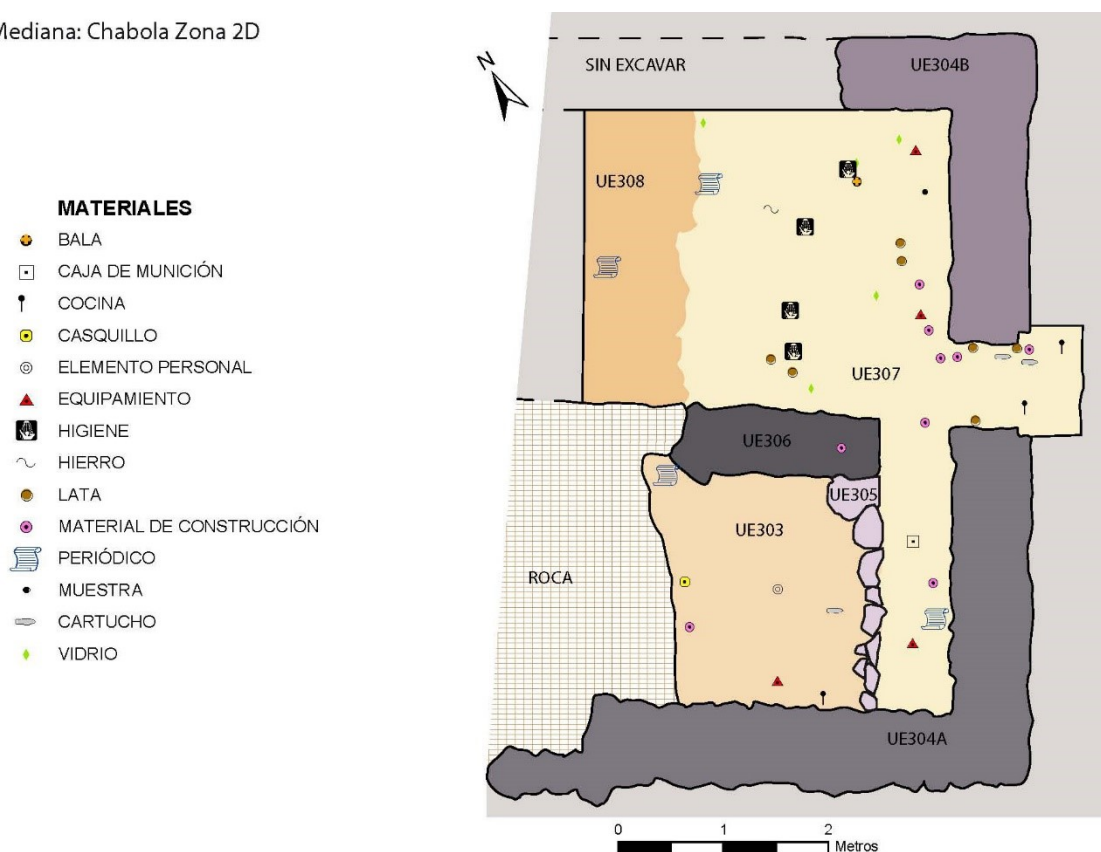 Mediana: Chabola Zona 2D
N
SIN EXCAVAR
UE304B
UE308
MATERIALES
BALA
CAJA DE MUNICIÓN
COCINA
CASQUILLO
ELEMENTO PERSONAL
EQUIPAMIENTO
HIGIENE
HIERRO
LATA
MATERIAL DE CONSTRUCCIÓN
PERIÓDICO
MUESTRA
CARTUCHO
VIDRIO
UE307
UE306
UE305
UE303
ROCA
UE304A
0 1 2
Metros